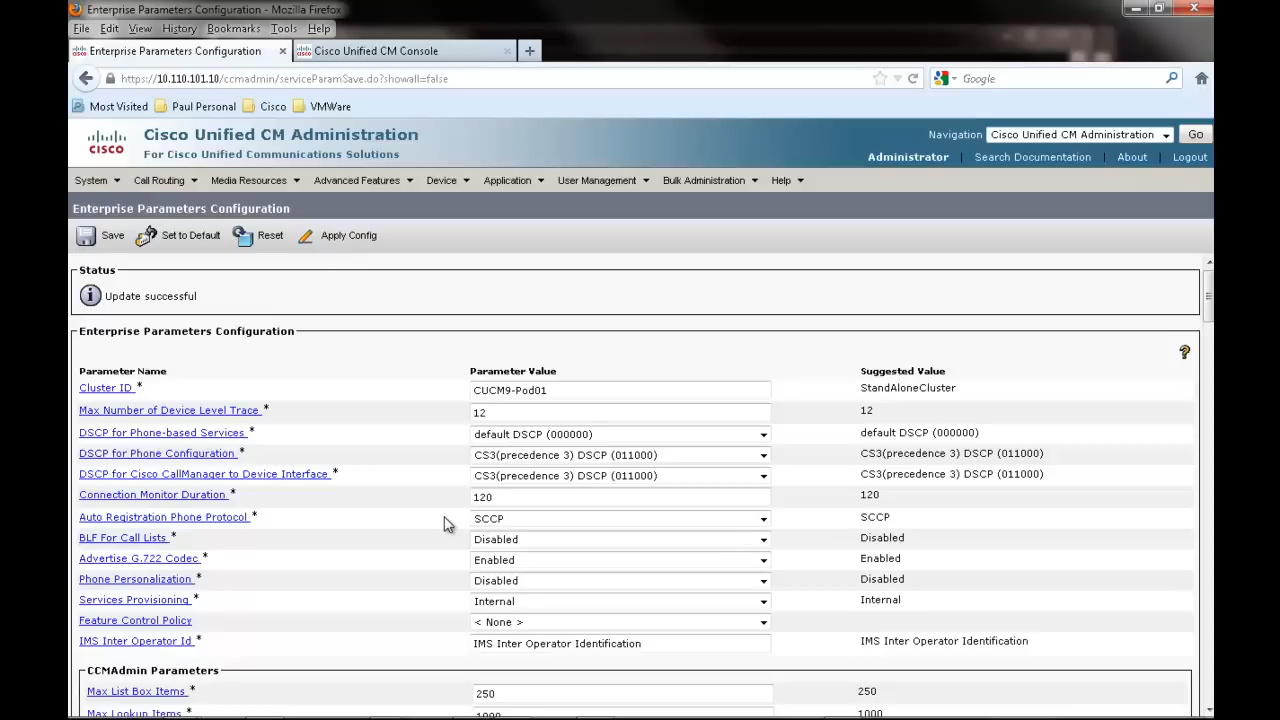 Enterprise Parameters Configuration - Mozilla Firefox
File Edit View History Bookmarks Tools Help
Enterprise Parameters Configuration × Cisco Unified CM Console × +
https://10.110.101.10/ccmadmin/serviceParamSave.do?showall=false Google
Most Visited Paul Personal Cisco VMWare
CISCO
Cisco Unified CM Administration
For Cisco Unified Communications Solutions
Navigation Cisco Unified CM Administration Go
Administrator | Search Documentation | About | Logout
System Call Routing Media Resources Advanced Features Device Application User Management Bulk Administration Help
Enterprise Parameters Configuration
Save Set to Default Reset Apply Config
Status
i Update successful
Enterprise Parameters Configuration
?
Parameter Name Parameter Value Suggested Value
Cluster ID * CUCM9-Pod01 StandAloneCluster
Max Number of Device Level Trace * 12 12
DSCP for Phone-based Services * default DSCP (000000) default DSCP (000000)
DSCP for Phone Configuration * CS3(precedence 3) DSCP (011000) CS3(precedence 3) DSCP (011000)
DSCP for Cisco CallManager to Device Interface * CS3(precedence 3) DSCP (011000) CS3(precedence 3) DSCP (011000)
Connection Monitor Duration * 120 120
Auto Registration Phone Protocol * SCCP SCCP
BLF For Call Lists * Disabled Disabled
Advertise G.722 Codec * Enabled Enabled
Phone Personalization * Disabled Disabled
Services Provisioning * Internal Internal
Feature Control Policy < None >
IMS Inter Operator Id * IMS Inter Operator Identification IMS Inter Operator Identification
CCMAdmin Parameters
Max List Box Items * 250 250
Max Lookup Items * 1000 1000